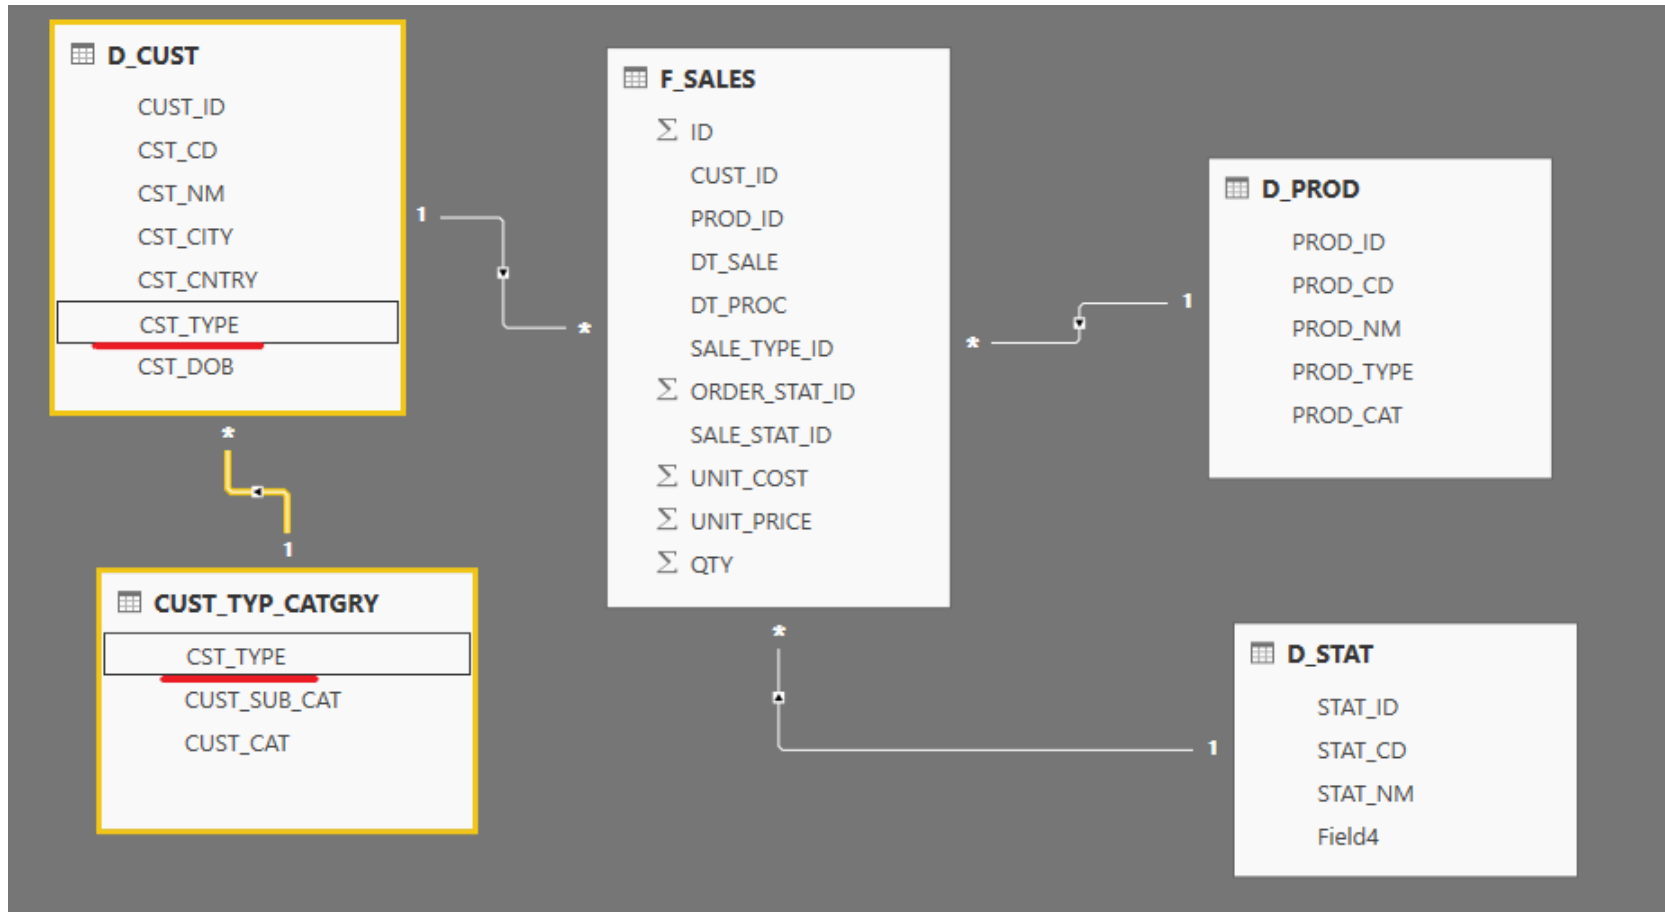 D_CUST
CUST_ID
CST_CD
CST_NM
CST_CITY
CST_CNTRY
CST_TYPE
CST_DOB
1
*
F_SALES
Σ ID
CUST_ID
PROD_ID
DT_SALE
DT_PROC
SALE_TYPE_ID
Σ ORDER_STAT_ID
SALE_STAT_ID
Σ UNIT_COST
Σ UNIT_PRICE
Σ QTY
*
1
D_PROD
PROD_ID
PROD_CD
PROD_NM
PROD_TYPE
PROD_CAT
*
1
CUST_TYP_CATGRY
CST_TYPE
CUST_SUB_CAT
CUST_CAT
*
1
D_STAT
STAT_ID
STAT_CD
STAT_NM
Field4